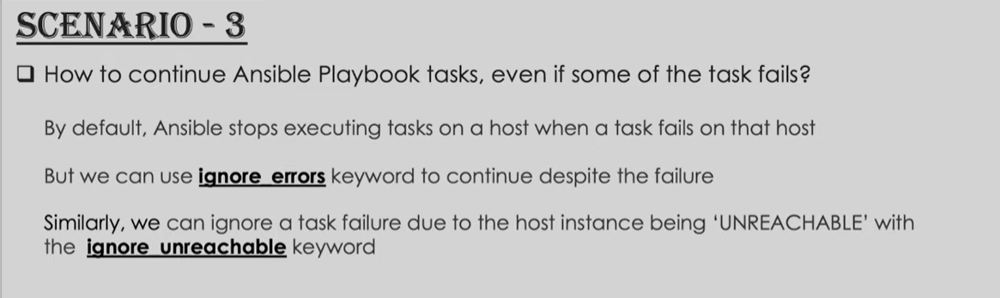 SCENARIO - 3
How to continue Ansible Playbook tasks, even if some of the task fails?
By default, Ansible stops executing tasks on a host when a task fails on that host
But we can use ignore_errors keyword to continue despite the failure
Similarly, we can ignore a task failure due to the host instance being ‘UNREACHABLE’ with
the ignore_unreachable keyword